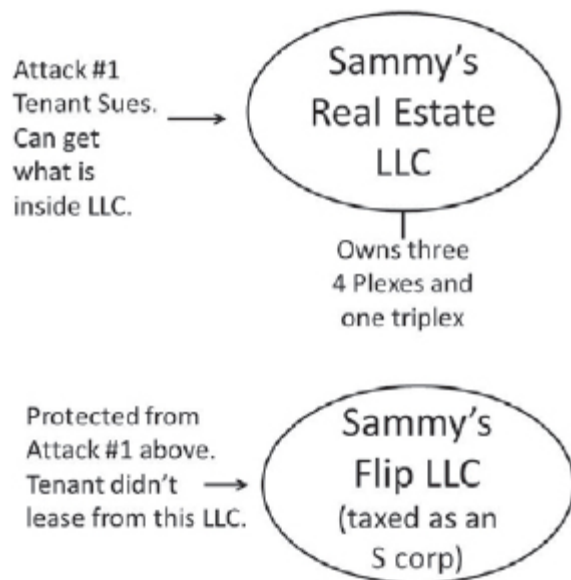 Attack #1
Tenant Sues.
Can get
what is
inside LLC.
Sammy’s
Real Estate
LLC
Owns three
4 Plexes and
one triplex
Protected from
Attack #1 above.
Tenant didn’t
lease from this LLC.
Sammy’s
Flip LLC
(taxed as an
S corp)